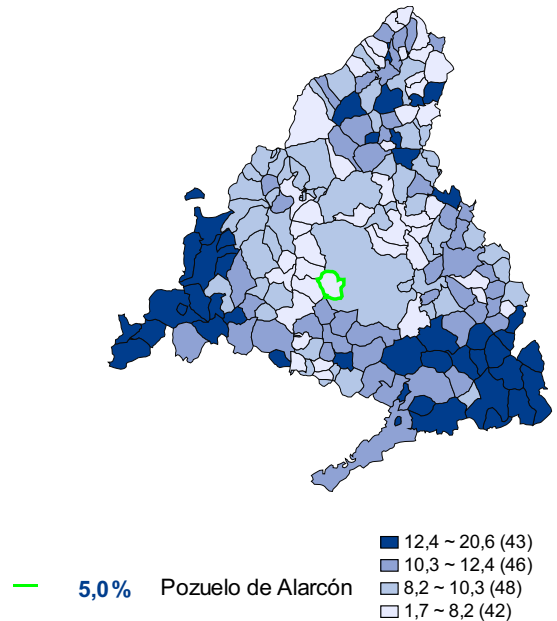 12,4 ~ 20,6 (43)
10,3 ~ 12,4 (46)
8,2 ~ 10,3 (48)
1,7 ~ 8,2 (42)
5,0% Pozuelo de Alarcón